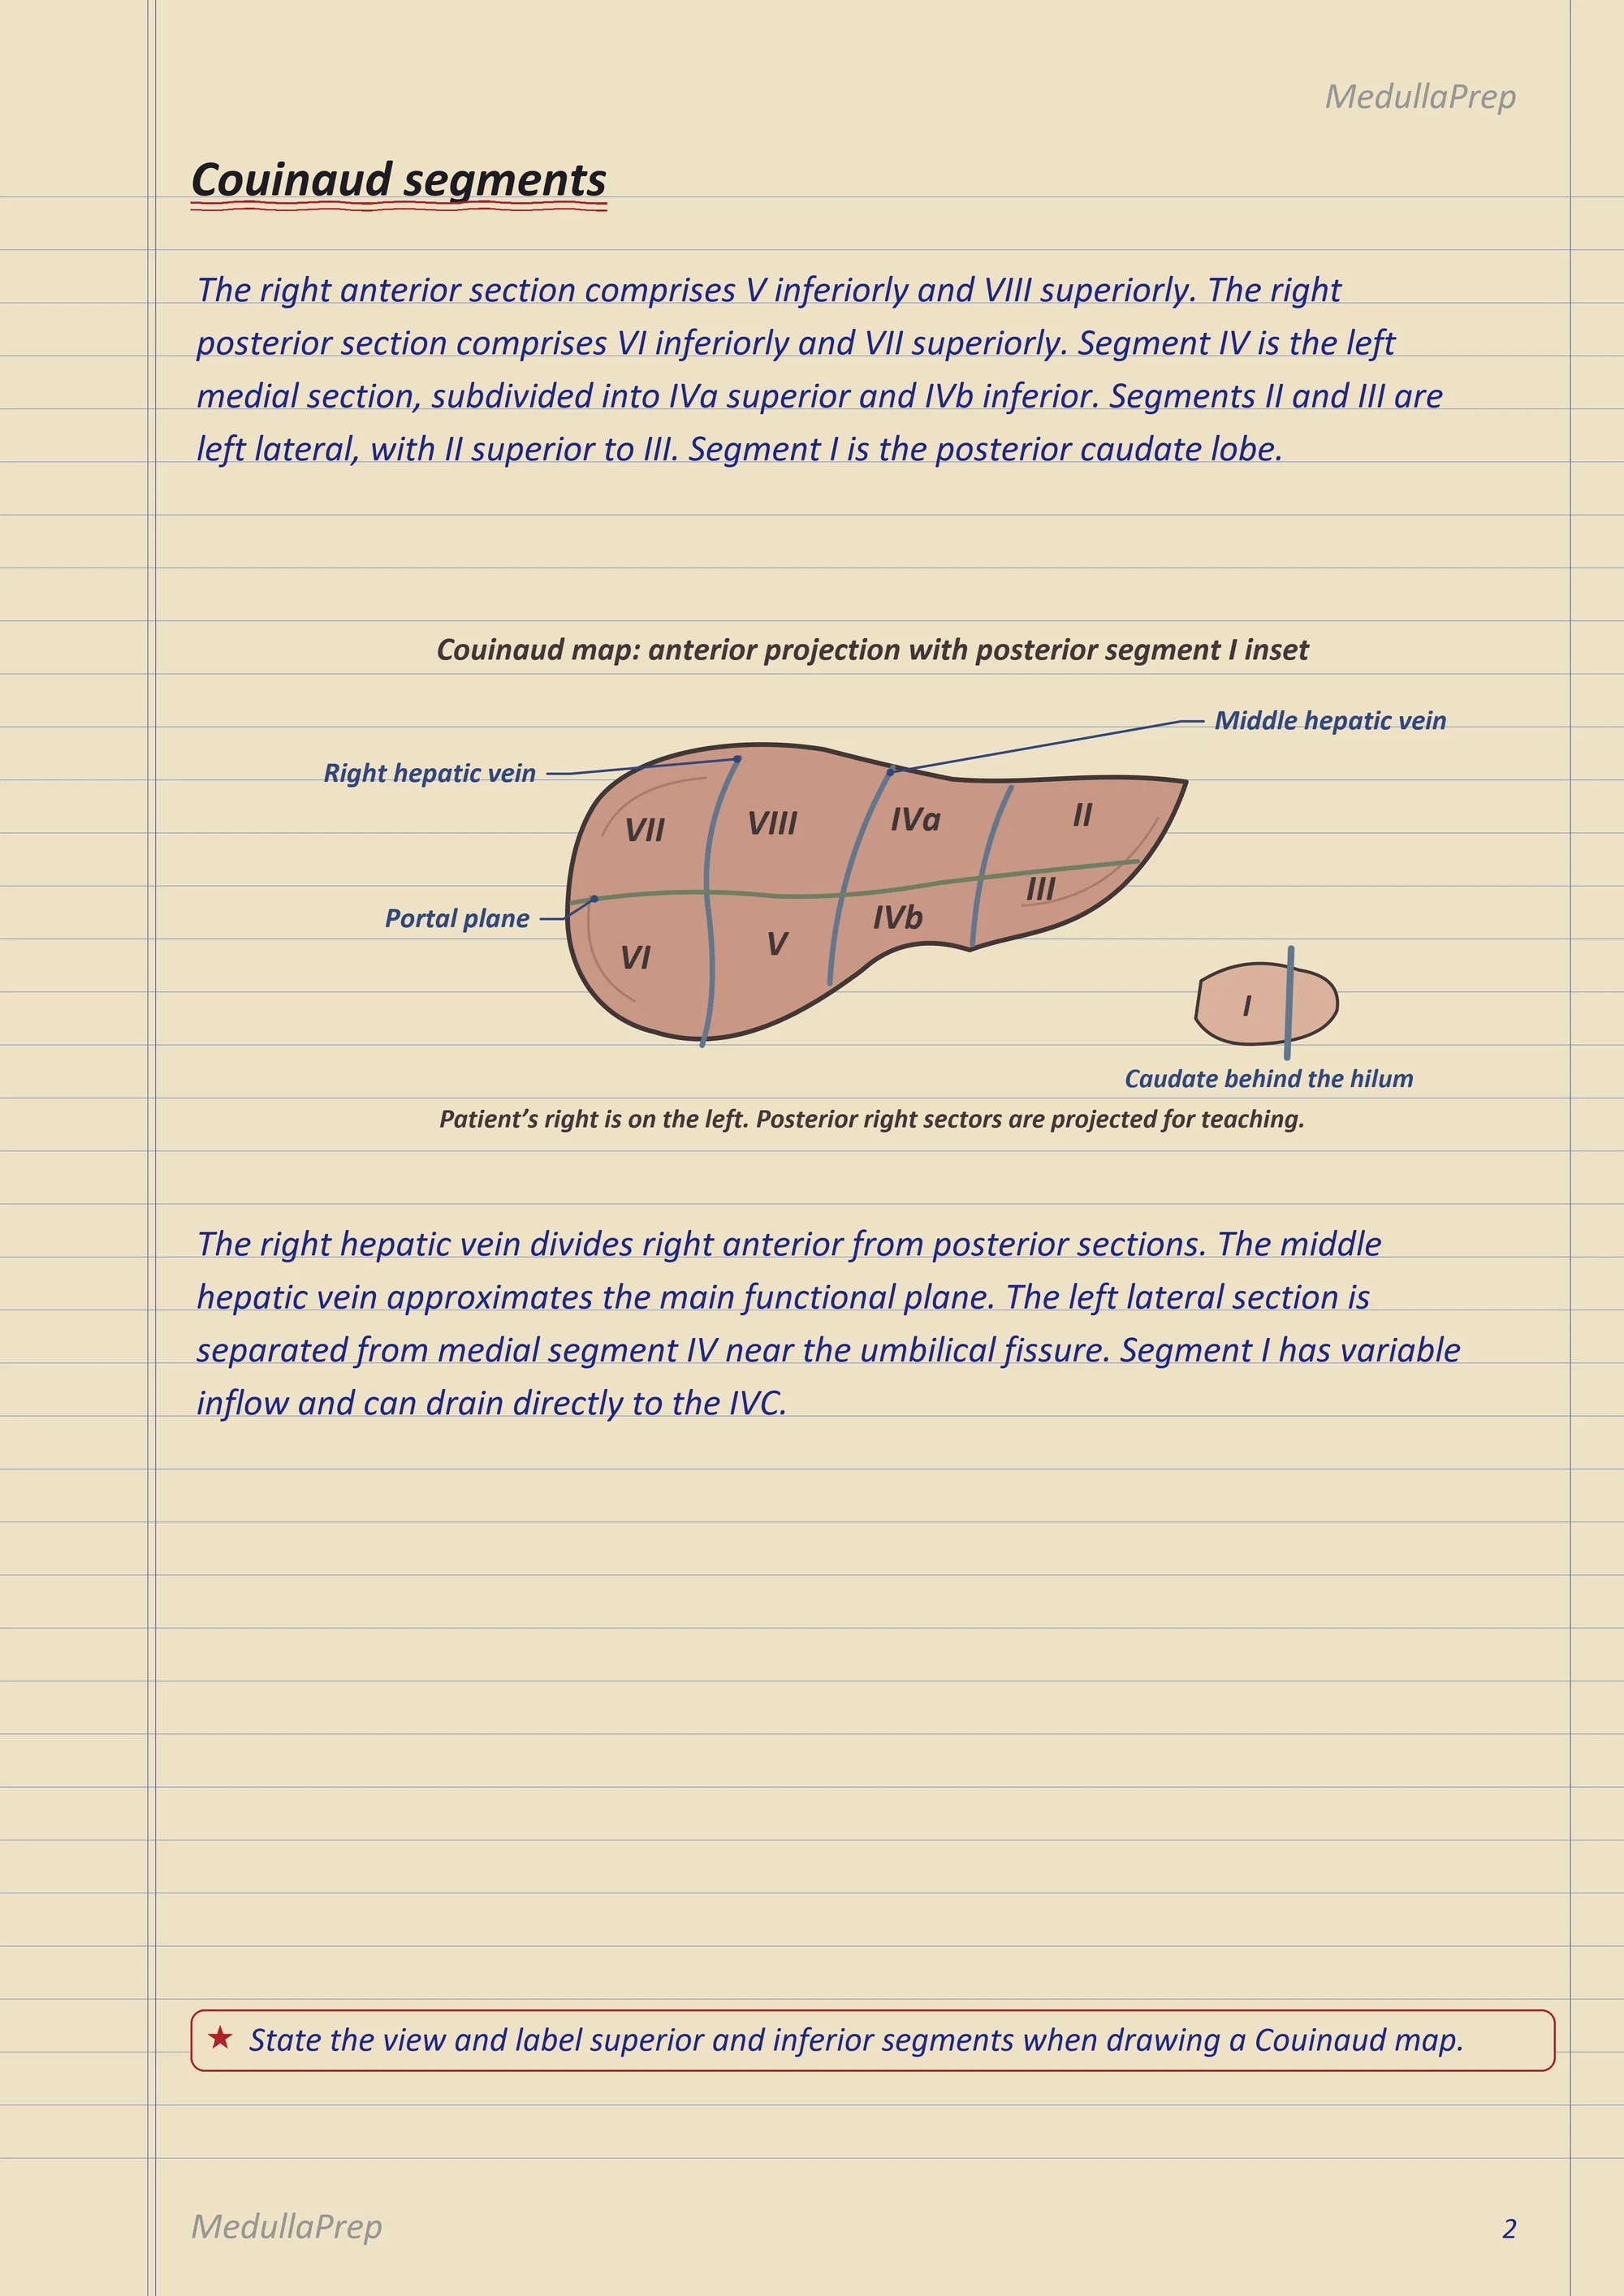 MedullaPrep
Couinaud segments
The right anterior section comprises V inferiorly and VIII superiorly. The right
posterior section comprises VI inferiorly and VII superiorly. Segment IV is the left
medial section, subdivided into IVa superior and IVb inferior. Segments II and III are
left lateral, with II superior to III. Segment I is the posterior caudate lobe.
Couinaud map: anterior projection with posterior segment I inset
Middle hepatic vein
Right hepatic vein
VII
VIII
IVa
II
III
Portal plane
IVb
V
VI
I
Caudate behind the hilum
Patient’s right is on the left. Posterior right sectors are projected for teaching.
The right hepatic vein divides right anterior from posterior sections. The middle
hepatic vein approximates the main functional plane. The left lateral section is
separated from medial segment IV near the umbilical fissure. Segment I has variable
inflow and can drain directly to the IVC.
★ State the view and label superior and inferior segments when drawing a Couinaud map.
MedullaPrep
2